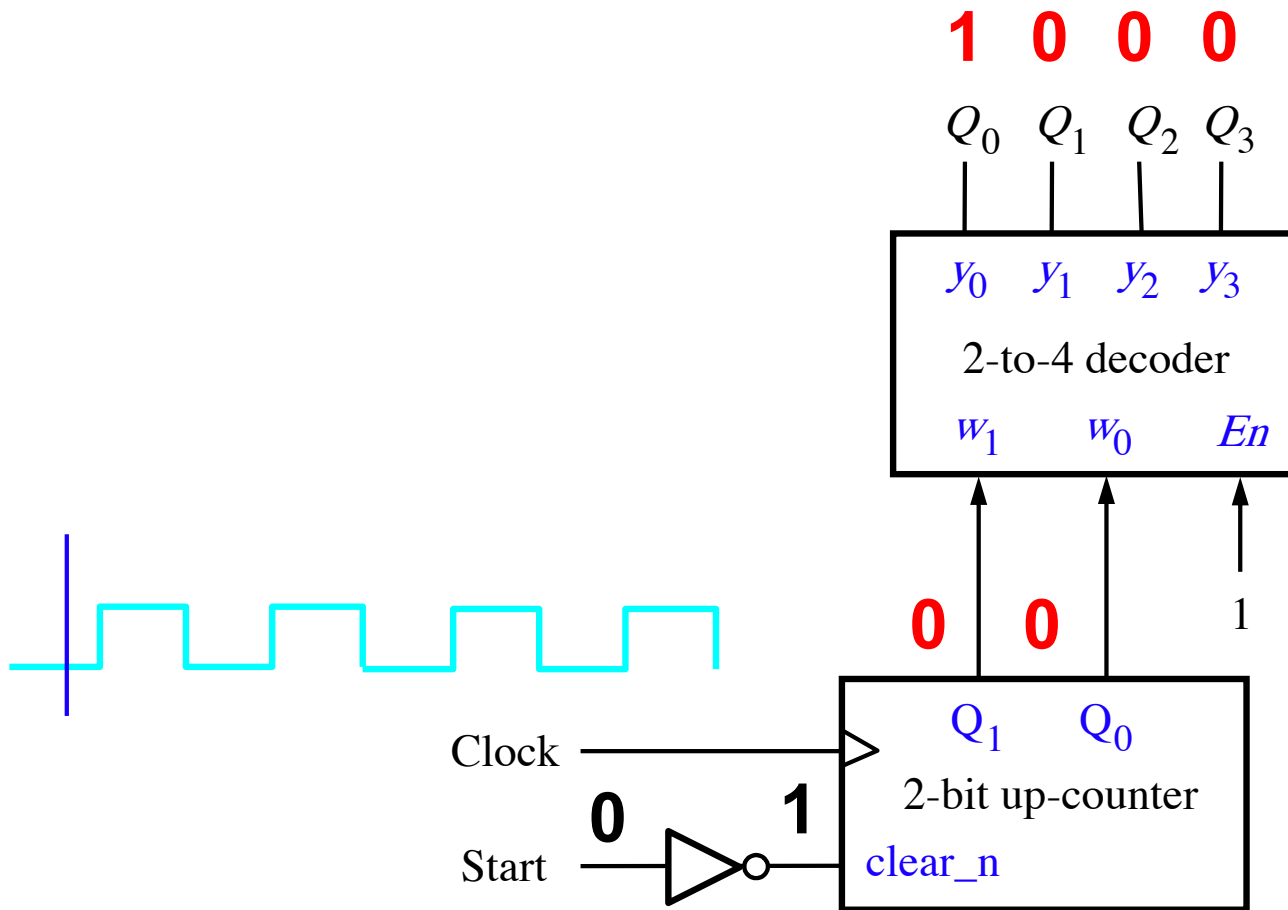 1 0 0 0
Q0 Q1 Q2 Q3
y0 y1 y2 y3
2-to-4 decoder
w1 w0 En
1
0 0
Q1 Q0
Clock
2-bit up-counter
0 1
Start
clear_n